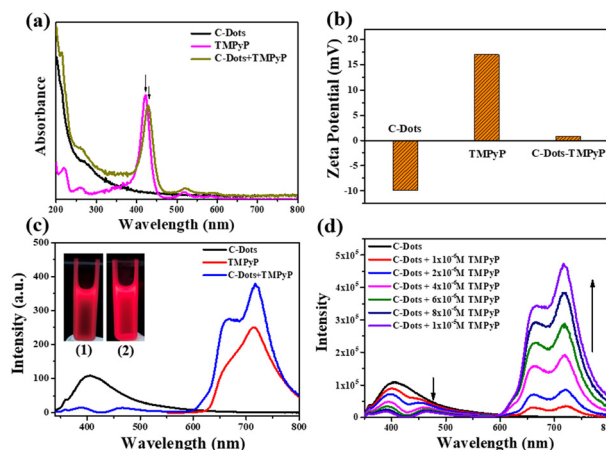 (a)
C-Dots
TMPyP
C-Dots+TMPyP
Absorbance
200 300 400 500 600 700 800
Wavelength (nm)
(b)
20
15
10
5
0
-5
-10
Zeta Potential (mV)
C-Dots
TMPyP
C-Dots-TMPyP
(c)
C-Dots
TMPyP
C-Dots+TMPyP
500
400
300
200
100
0
Intensity (a.u.)
(1) (2)
400 500 600 700 800
Wavelength (nm)
(d)
C-Dots
C-Dots + 1x10⁻⁶M TMPyP
C-Dots + 2x10⁻⁶M TMPyP
C-Dots + 4x10⁻⁶M TMPyP
C-Dots + 6x10⁻⁶M TMPyP
C-Dots + 8x10⁻⁶M TMPyP
C-Dots + 1x10⁻⁵M TMPyP
5x10⁵
4x10⁵
3x10⁵
2x10⁵
1x10⁵
0
Intensity
400 500 600 700 800
Wavelength (nm)